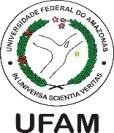 UNIVERSIDADE FEDERAL DO AMAZONAS
IN UNIVERSA SCIENTIA VERITAS
UFAM